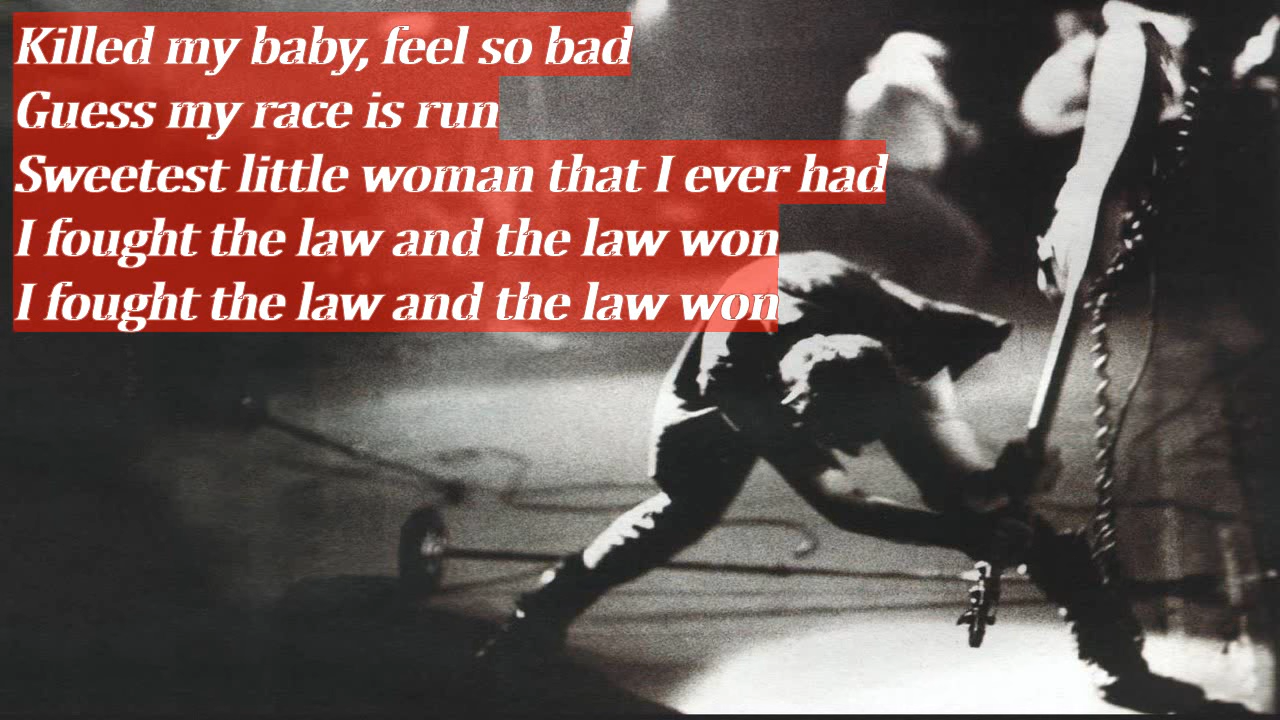 Killed my baby, feel so bad
Guess my race is run
Sweetest little woman that I ever had
I fought the law and the law won
I fought the law and the law won